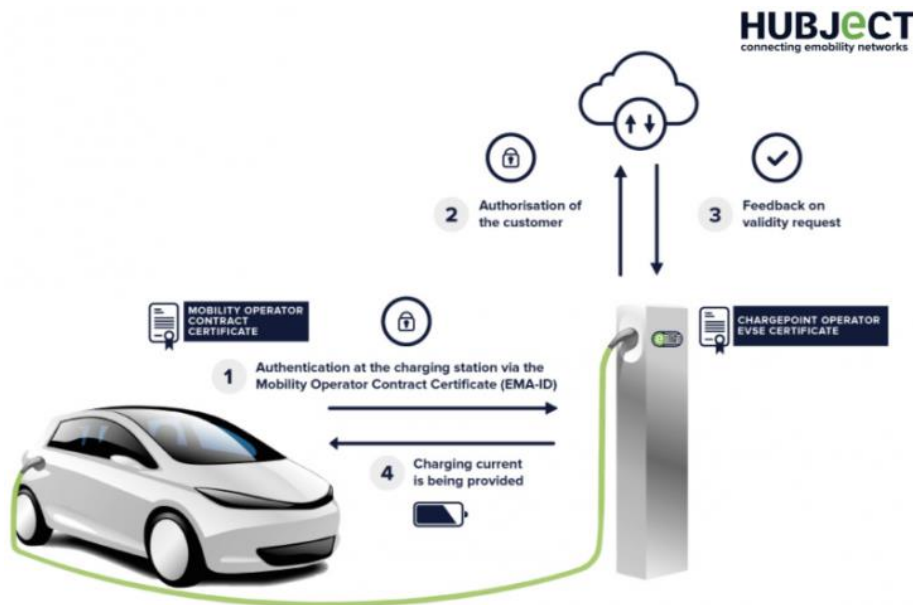 HUBJeCT
connecting emobility networks
2
Authorisation of
the customer
3
Feedback on
validity request
MOBILITY OPERATOR
CONTRACT
CERTIFICATE
CHARGEPOINT OPERATOR
EVSE CERTIFICATE
1
Authentication at the charging station via the
Mobility Operator Contract Certificate (EMA-ID)
4
Charging current
is being provided